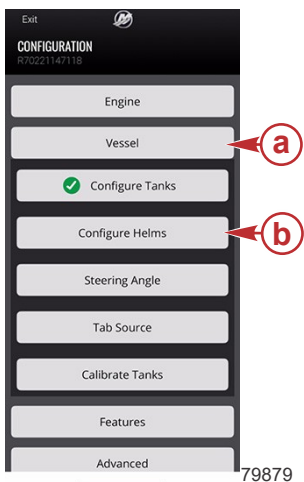 Exit
CONFIGURATION
R70221147118
Engine
Vessel
a
Configure Tanks
Configure Helms
b
Steering Angle
Tab Source
Calibrate Tanks
Features
Advanced
79879